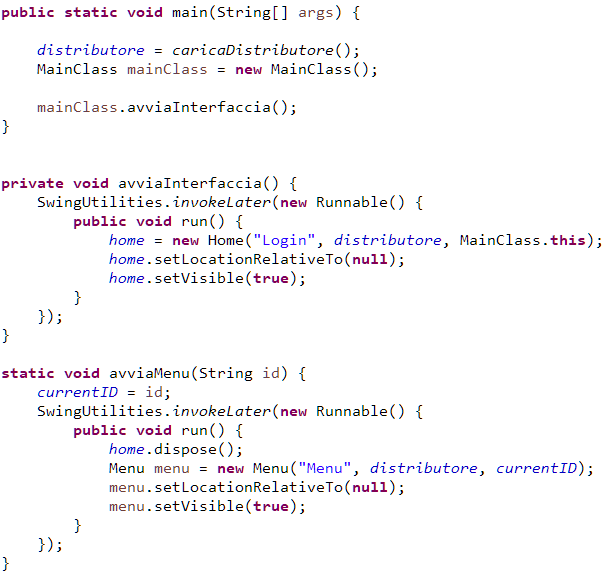 public static void main(String[] args) {
distributore = caricaDistributore();
MainClass mainClass = new MainClass();
mainClass.avviaInterfaccia();
}
private void avviaInterfaccia() {
SwingUtilities.invokeLater(new Runnable() {
public void run() {
home = new Home("Login", distributore, MainClass.this);
home.setLocationRelativeTo(null);
home.setVisible(true);
}
});
}
static void avviaMenu(String id) {
currentID = id;
SwingUtilities.invokeLater(new Runnable() {
public void run() {
home.dispose();
Menu menu = new Menu("Menu", distributore, currentID);
menu.setLocationRelativeTo(null);
menu.setVisible(true);
}
});
}